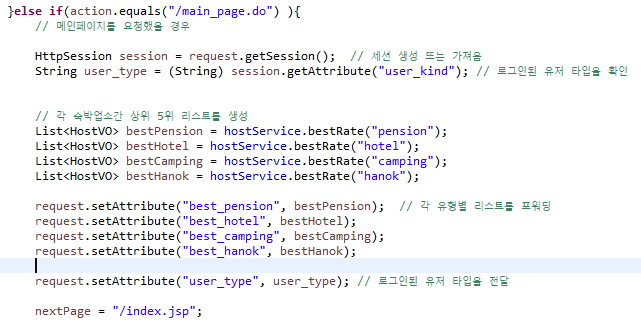 }else if(action.equals("/main_page.do") ){
// 메인페이지를 요청했을 경우
HttpSession session = request.getSession();  // 세션 생성 또는 가져옴
String user_type = (String) session.getAttribute("user_kind"); // 로그인된 유저 타입을 확인
// 각 숙박업소간 상위 5위 리스트를 생성
List<HostVO> bestPension = hostService.bestRate("pension");
List<HostVO> bestHotel = hostService.bestRate("hotel");
List<HostVO> bestCamping = hostService.bestRate("camping");
List<HostVO> bestHanok = hostService.bestRate("hanok");
request.setAttribute("best_pension", bestPension);  // 각 유형별 리스트를 포워딩
request.setAttribute("best_hotel", bestHotel);
request.setAttribute("best_camping", bestCamping);
request.setAttribute("best_hanok", bestHanok);
request.setAttribute("user_type", user_type); // 로그인된 유저 타입을 전달
nextPage = "/index.jsp";